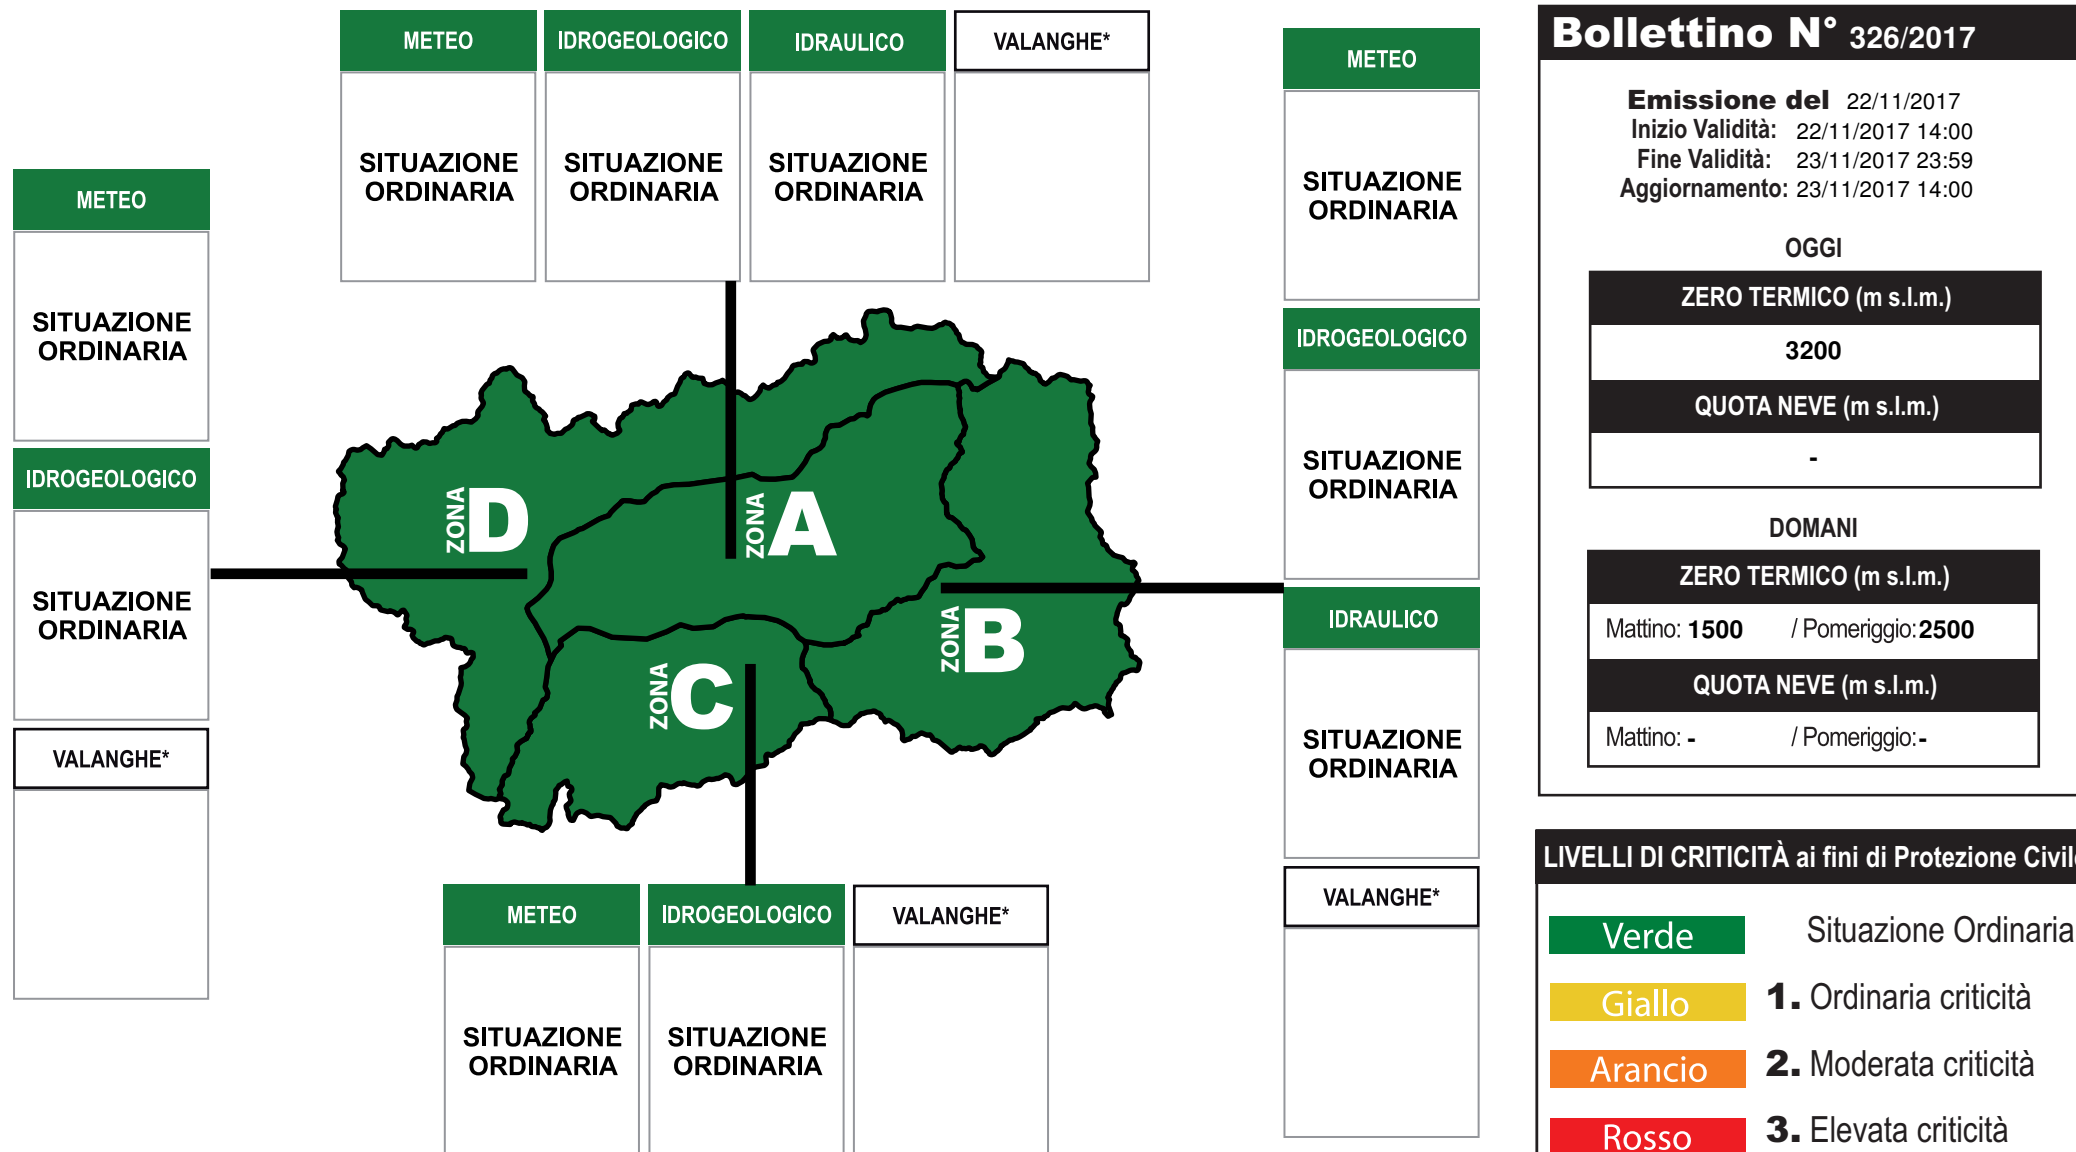 METEO
IDROGEOLOGICO
IDRAULICO
VALANGHE*
SITUAZIONE
ORDINARIA
SITUAZIONE
ORDINARIA
SITUAZIONE
ORDINARIA
METEO
SITUAZIONE
ORDINARIA
IDROGEOLOGICO
SITUAZIONE
ORDINARIA
VALANGHE*
ZONA D
ZONA A
ZONA B
ZONA C
METEO
SITUAZIONE
ORDINARIA
IDROGEOLOGICO
SITUAZIONE
ORDINARIA
IDRAULICO
SITUAZIONE
ORDINARIA
VALANGHE*
METEO
IDROGEOLOGICO
VALANGHE*
SITUAZIONE
ORDINARIA
SITUAZIONE
ORDINARIA
Bollettino N° 326/2017
Emissione del 22/11/2017
Inizio Validità: 22/11/2017 14:00
Fine Validità: 23/11/2017 23:59
Aggiornamento: 23/11/2017 14:00
OGGI
ZERO TERMICO (m s.l.m.)
3200
QUOTA NEVE (m s.l.m.)
-
DOMANI
ZERO TERMICO (m s.l.m.)
Mattino: 1500 / Pomeriggio: 2500
QUOTA NEVE (m s.l.m.)
Mattino: - / Pomeriggio: -
LIVELLI DI CRITICITÀ ai fini di Protezione Civil
Verde Situazione Ordinaria
Giallo 1. Ordinaria criticità
Arancio 2. Moderata criticità
Rosso 3. Elevata criticità